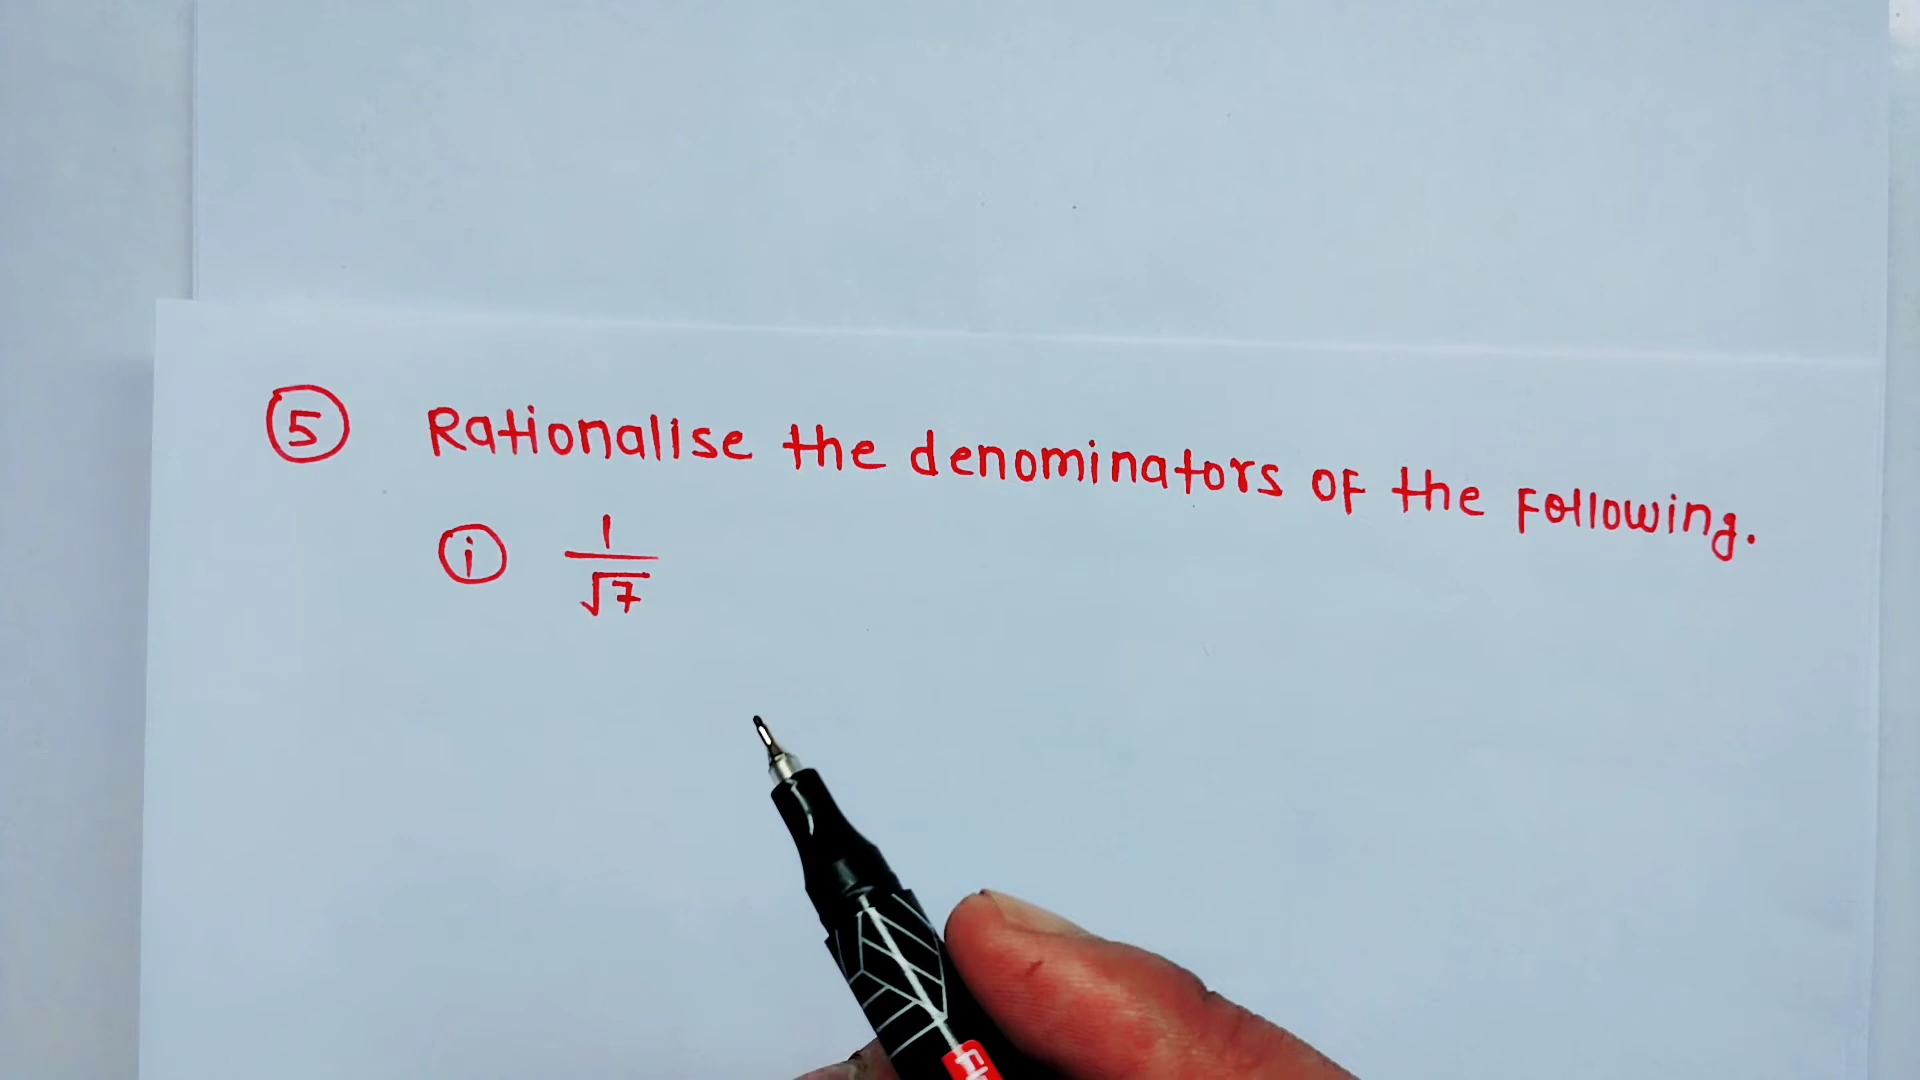 5 Rationalise the denominators of the following.
i 1/√7